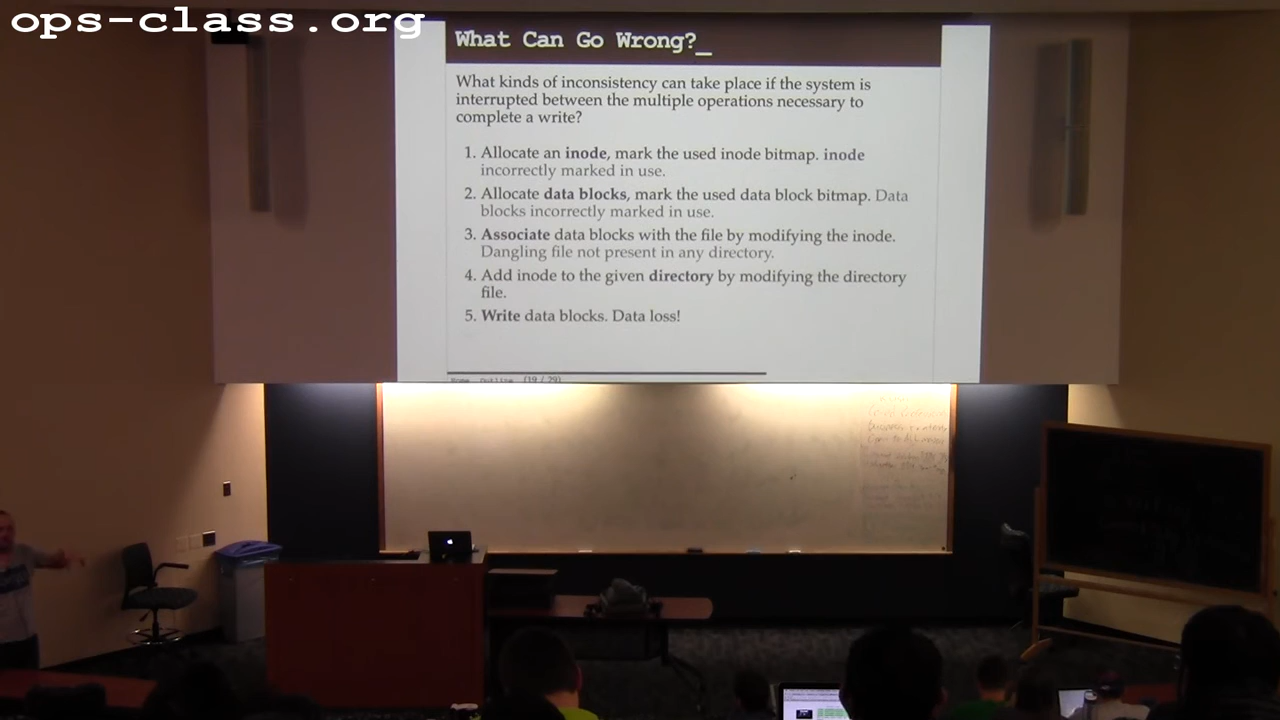 ops-class.org
What Can Go Wrong?_
What kinds of inconsistency can take place if the system is
interrupted between the multiple operations necessary to
complete a write?
1. Allocate an inode, mark the used inode bitmap. inode
incorrectly marked in use.
2. Allocate data blocks, mark the used data block bitmap. Data
blocks incorrectly marked in use.
3. Associate data blocks with the file by modifying the inode.
Dangling file not present in any directory.
4. Add inode to the given directory by modifying the directory
file.
5. Write data blocks. Data loss!
Home Outline (19 / 29)